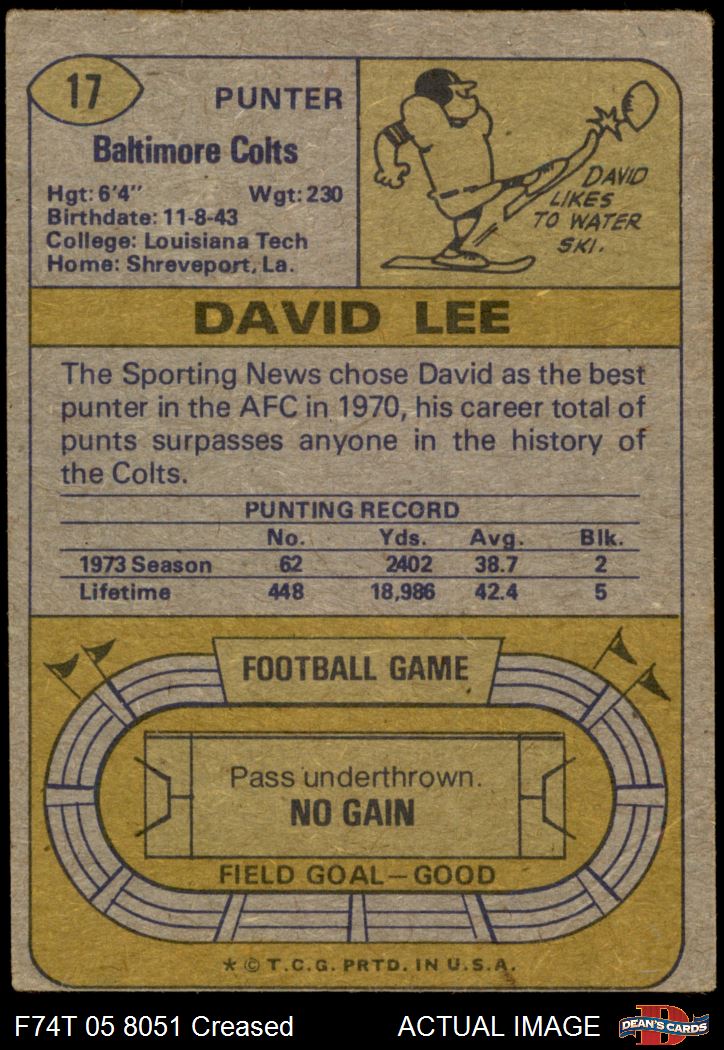 17
PUNTER
Baltimore Colts
Hgt: 6'4" Wgt: 230
Birthdate: 11-8-43
College: Louisiana Tech
Home: Shreveport, La.
DAVID
LIKES
TO WATER
SKI.
DAVID LEE
The Sporting News chose David as the best
punter in the AFC in 1970, his career total of
punts surpasses anyone in the history of
the Colts.
PUNTING RECORD
No. Yds. Avg. Blk.
1973 Season 62 2402 38.7 2
Lifetime 448 18,986 42.4 5
FOOTBALL GAME
Pass underthrown.
NO GAIN
FIELD GOAL—GOOD
* © T.C.G. PRTD. IN U.S.A.
F74T 05 8051 Creased ACTUAL IMAGE
D
DEAN'S CARDS